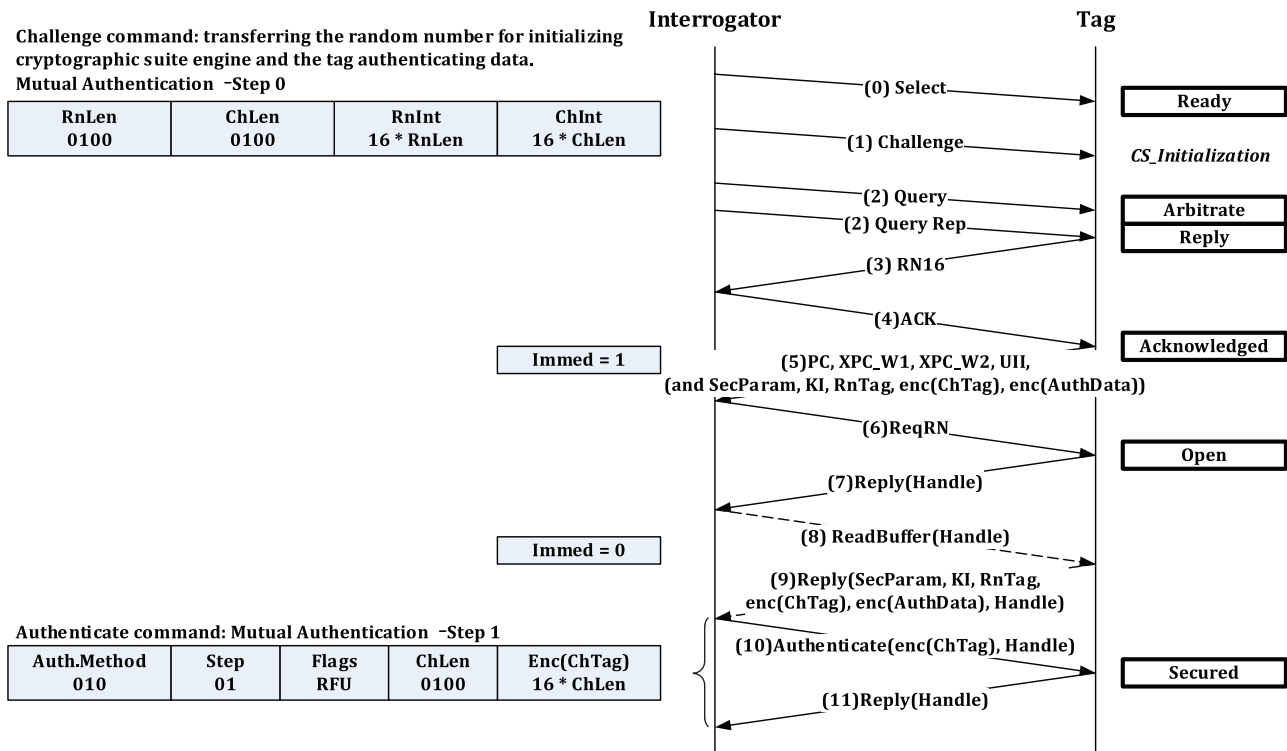 Interrogator
Tag
Challenge command: transferring the random number for initializing
cryptographic suite engine and the tag authenticating data.
Mutual Authentication –Step 0
RnLen
0100
ChLen
0100
RnInt
16 * RnLen
ChInt
16 * ChLen
(0) Select
Ready
(1) Challenge
CS_Initialization
(2) Query
Arbitrate
(2) Query Rep
Reply
(3) RN16
(4)ACK
Acknowledged
Immed = 1
(5)PC, XPC_W1, XPC_W2, UII,
(and SecParam, KI, RnTag, enc(ChTag), enc(AuthData))
(6)ReqRN
Open
(7)Reply(Handle)
(8) ReadBuffer(Handle)
Immed = 0
(9)Reply(SecParam, KI, RnTag,
enc(ChTag), enc(AuthData), Handle)
Authenticate command: Mutual Authentication –Step 1
Auth.Method
010
Step
01
Flags
RFU
ChLen
0100
Enc(ChTag)
16 * ChLen
(10)Authenticate(enc(ChTag), Handle)
Secured
(11)Reply(Handle)